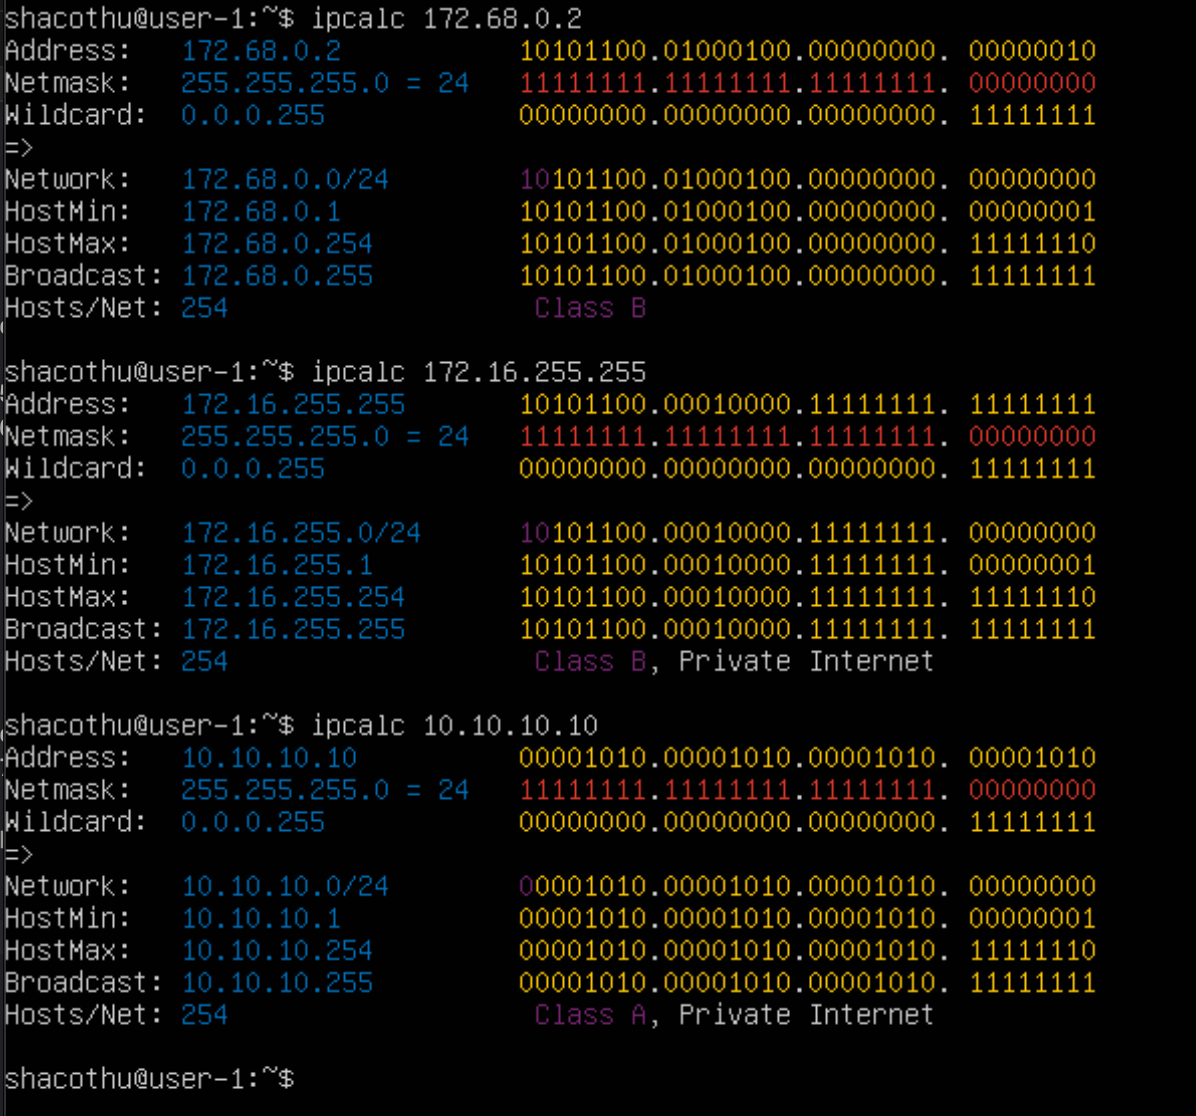 shacothu@user-1:~$ ipcalc 172.68.0.2
Address:   172.68.0.2           10101100.01000100.00000000. 00000010
Netmask:   255.255.255.0 = 24   11111111.11111111.11111111. 00000000
Wildcard:  0.0.0.255            00000000.00000000.00000000. 11111111
=>
Network:   172.68.0.0/24        10101100.01000100.00000000. 00000000
HostMin:   172.68.0.1           10101100.01000100.00000000. 00000001
HostMax:   172.68.0.254         10101100.01000100.00000000. 11111110
Broadcast: 172.68.0.255         10101100.01000100.00000000. 11111111
Hosts/Net: 254                   Class B

shacothu@user-1:~$ ipcalc 172.16.255.255
Address:   172.16.255.255       10101100.00010000.11111111. 11111111
Netmask:   255.255.255.0 = 24   11111111.11111111.11111111. 00000000
Wildcard:  0.0.0.255            00000000.00000000.00000000. 11111111
=>
Network:   172.16.255.0/24      10101100.00010000.11111111. 00000000
HostMin:   172.16.255.1         10101100.00010000.11111111. 00000001
HostMax:   172.16.255.254       10101100.00010000.11111111. 11111110
Broadcast: 172.16.255.255       10101100.00010000.11111111. 11111111
Hosts/Net: 254                   Class B, Private Internet

shacothu@user-1:~$ ipcalc 10.10.10.10
Address:   10.10.10.10          00001010.00001010.00001010. 00001010
Netmask:   255.255.255.0 = 24   11111111.11111111.11111111. 00000000
Wildcard:  0.0.0.255            00000000.00000000.00000000. 11111111
=>
Network:   10.10.10.0/24        00001010.00001010.00001010. 00000000
HostMin:   10.10.10.1           00001010.00001010.00001010. 00000001
HostMax:   10.10.10.254         00001010.00001010.00001010. 11111110
Broadcast: 10.10.10.255         00001010.00001010.00001010. 11111111
Hosts/Net: 254                   Class A, Private Internet

shacothu@user-1:~$